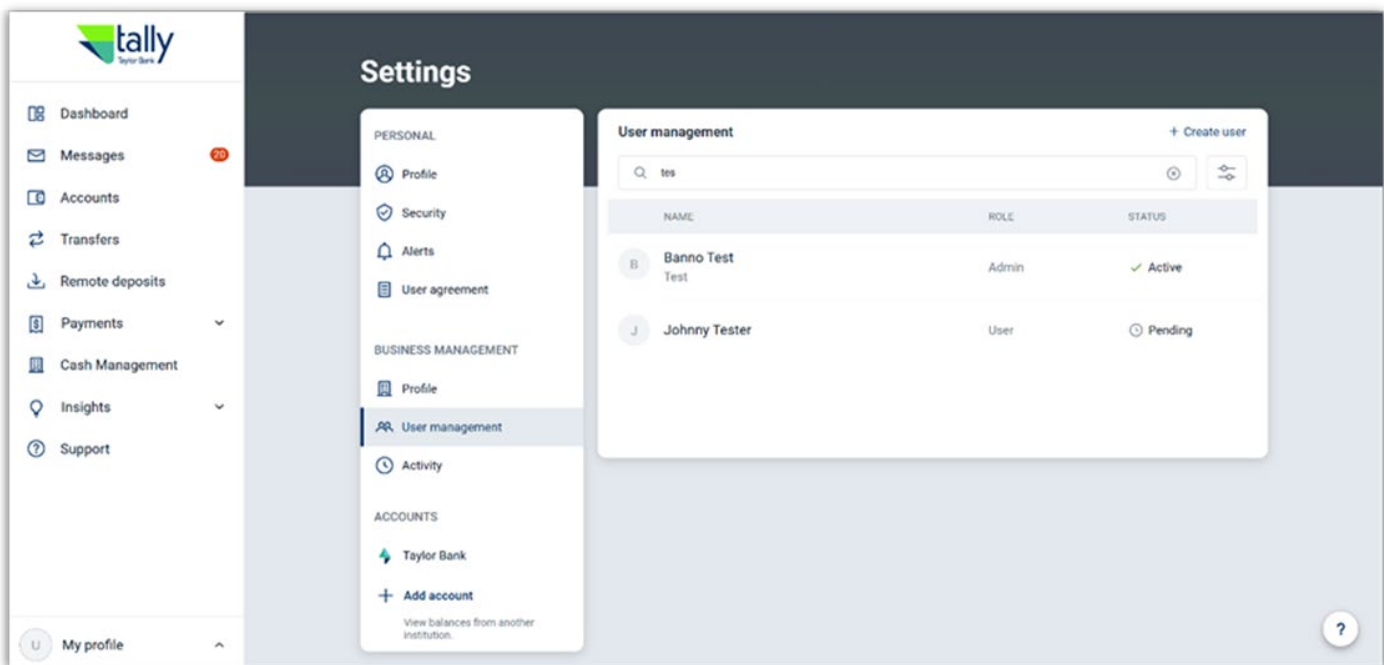 tally
Taylor Bank
Dashboard
Messages
20
Accounts
Transfers
Remote deposits
Payments
Cash Management
Insights
Support
U
My profile
Settings
PERSONAL
Profile
Security
Alerts
User agreement
BUSINESS MANAGEMENT
Profile
User management
Activity
ACCOUNTS
Taylor Bank
+ Add account
View balances from another
institution.
User management
+ Create user
tes
NAME ROLE STATUS
B Banno Test Admin Active
Test
J Johnny Tester User Pending
?